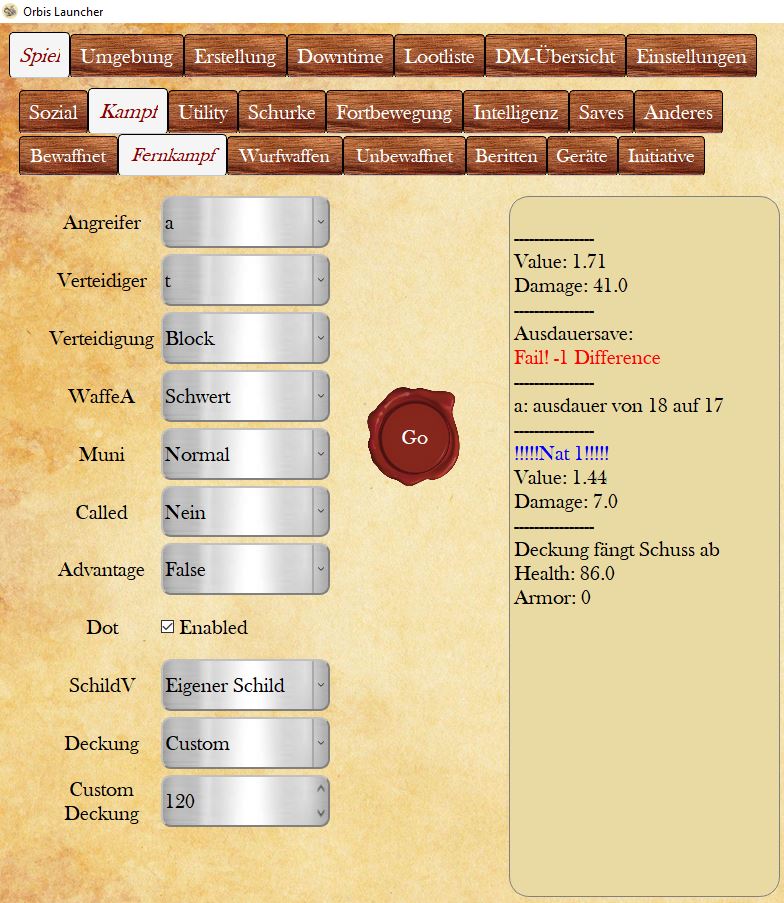 Orbis Launcher
Spiel Umgebung Erstellung Downtime Lootliste DM-Übersicht Einstellungen
Sozial Kampf Utility Schurke Fortbewegung Intelligenz Saves Anderes
Bewaffnet Fernkampf Wurfwaffen Unbewaffnet Beritten Geräte Initiative
Angreifer a
Verteidiger t
Verteidigung Block
WaffeA Schwert
Muni Normal
Called Nein
Advantage False
Dot Enabled
SchildV Eigener Schild
Deckung Custom
Custom
Deckung
120
Go
----------------
Value: 1.71
Damage: 41.0
----------------
Ausdauersave:
Fail! -1 Difference
----------------
a: ausdauer von 18 auf 17
----------------
!!!!!Nat 1!!!!!
Value: 1.44
Damage: 7.0
----------------
Deckung fängt Schuss ab
Health: 86.0
Armor: 0